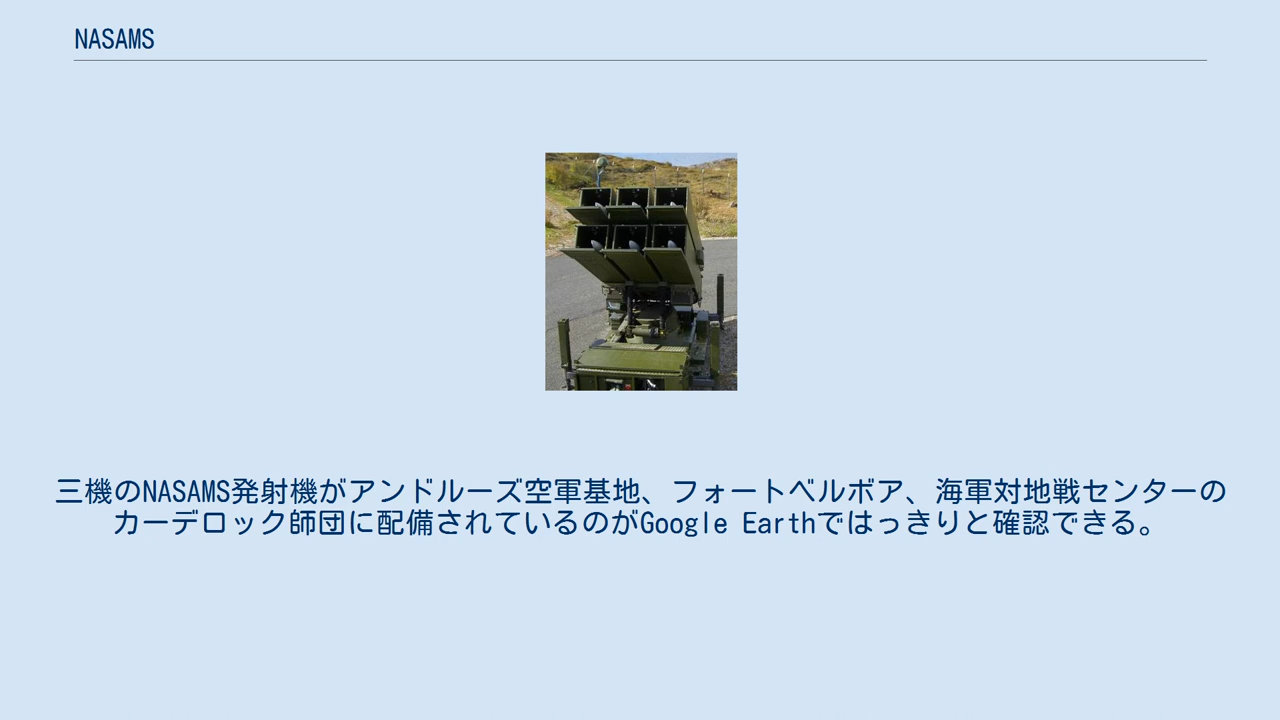 NASAMS
三機のNASAMS発射機がアンドルーズ空軍基地、フォートベルボア、海軍対地戦センターの
カーデロック師団に配備されているのがGoogle Earthではっきりと確認できる。